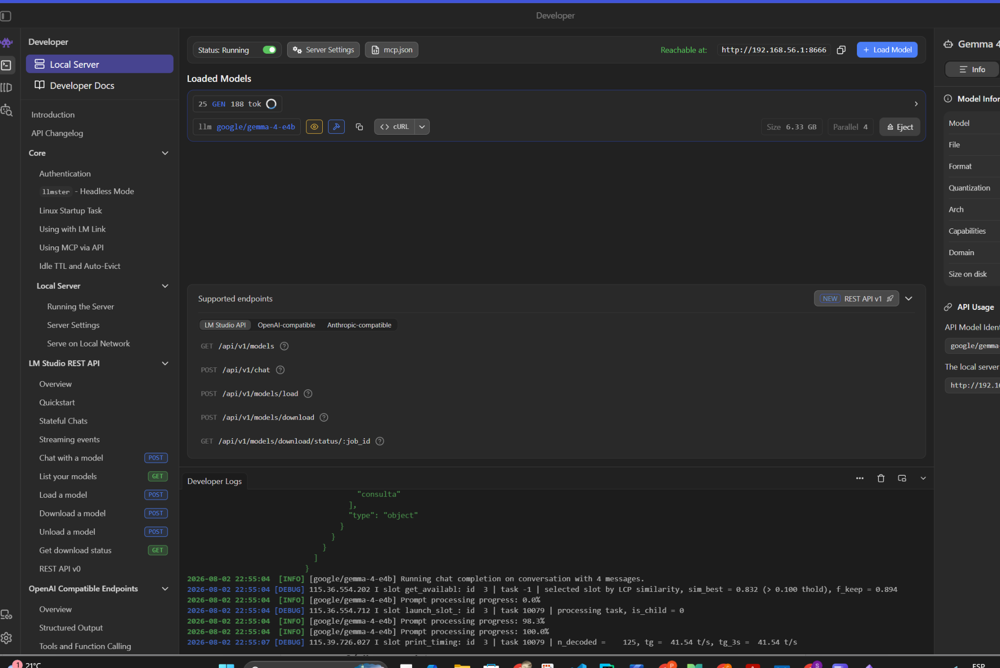 Developer
Developer
Local Server
Developer Docs
Introduction
API Changelog
Core
Authentication
llmster - Headless Mode
Linux Startup Task
Using with LM Link
Using MCP via API
Idle TTL and Auto-Evict
Local Server
Running the Server
Server Settings
Serve on Local Network
LM Studio REST API
Overview
Quickstart
Stateful Chats
Streaming events
Chat with a model POST
List your models GET
Load a model POST
Download a model POST
Unload a model POST
Get download status GET
REST API v0
OpenAI Compatible Endpoints
Overview
Structured Output
Tools and Function Calling
Status: Running Server Settings mcp.json Reachable at: http://192.168.56.1:8666 + Load Model
Loaded Models
25 GEN 188 tok
llm google/gemma-4-e4b <> cURL Size 6.33 GB Parallel 4 Eject
Supported endpoints NEW REST API v1
LM Studio API OpenAI-compatible Anthropic-compatible
GET /api/v1/models
POST /api/v1/chat
POST /api/v1/models/load
POST /api/v1/models/download
GET /api/v1/models/download/status/:job_id
Developer Logs
"consulta"
],
"type": "object"
}
}
}
]
}
2026-08-02 22:55:04 [INFO] [google/gemma-4-e4b] Running chat completion on conversation with 4 messages.
2026-08-02 22:55:04 [DEBUG] 115.36.554.202 I slot get_availabl: id 3 | task -1 | selected slot by LCP similarity, sim_best = 0.832 (> 0.100 thold), f_keep = 0.894
2026-08-02 22:55:04 [INFO] [google/gemma-4-e4b] Prompt processing progress: 0.0%
2026-08-02 22:55:04 [DEBUG] 115.36.554.712 I slot launch_slot_: id 3 | task 10079 | processing task, is_child = 0
2026-08-02 22:55:04 [INFO] [google/gemma-4-e4b] Prompt processing progress: 98.3%
2026-08-02 22:55:04 [INFO] [google/gemma-4-e4b] Prompt processing progress: 100.0%
2026-08-02 22:55:07 [DEBUG] 115.39.726.027 I slot print_timing: id 3 | task 10079 | n_decoded = 125, tg = 41.54 t/s, tg_3s = 41.54 t/s
Gemma 4
Info
Model Infor
Model
File
Format
Quantization
Arch
Capabilities
Domain
Size on disk
API Usage
API Model Ident
google/gemma-
The local server
http://192.16
1 21°C
ESP